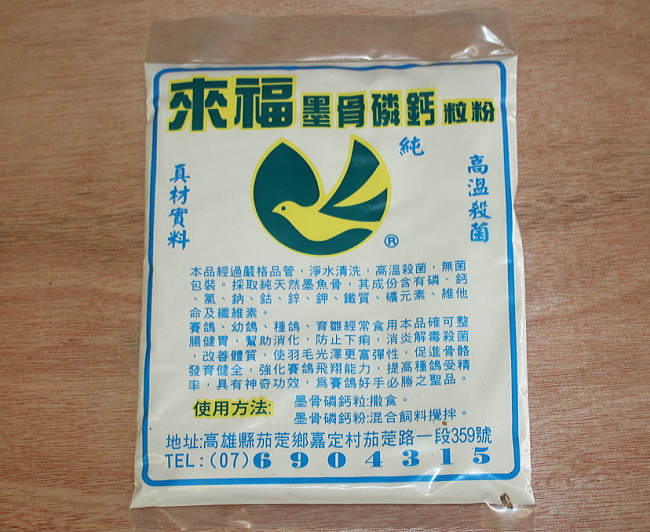 來福墨骨磷鈣粒粉
純
真材實料
高溫殺菌
®
本品經過嚴格品管，淨水清洗，高溫殺菌，無菌
包裝。採取純天然墨魚骨，其成份含有磷、鈣
、氯、鈉、鈷、鋅、鉀、鐵質、礦元素、維他
命及纖維素。
賽鴿、幼鴿、種鴿、育雛經常食用本品確可整
腸健胃，幫助消化，防止下痢，消炎解毒殺菌
，改善體質，使羽毛光澤更富彈性，促進骨骼
發育健全，強化賽鴿飛翔能力，提高種鴿受精
率，具有神奇功效，爲賽鴿好手必勝之聖品。
使用方法: 墨骨磷鈣粒:撒食。
墨骨磷鈣粉:混合飼料攪拌。
地址:高雄縣茄萣鄉嘉定村茄萣路一段359號
TEL:(07)6904315